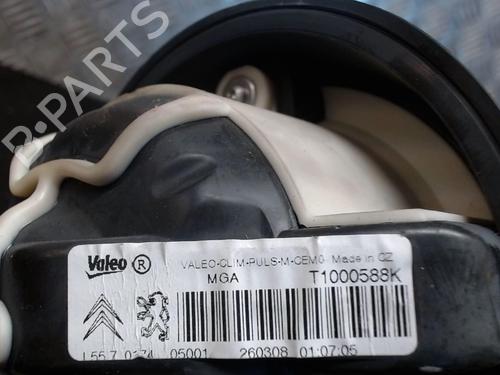 B-PARTS
Valeo ® VALEO-CLIM-PULS-M-CEM0- Made in CZ
MGA T1000588K
05001 260308 01:07:05